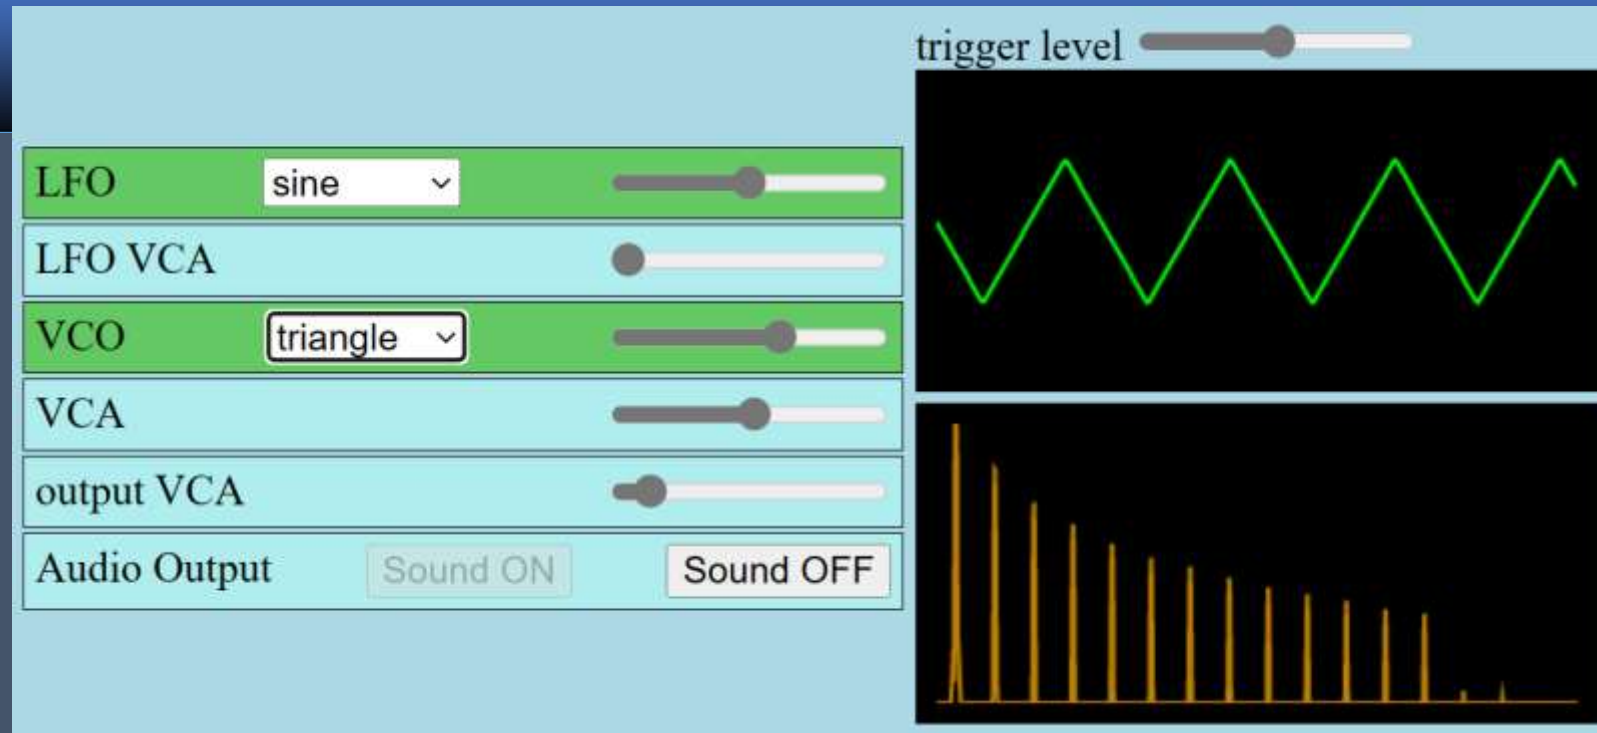 trigger level
LFO sine
LFO VCA
VCO triangle
VCA
output VCA
Audio Output Sound ON Sound OFF